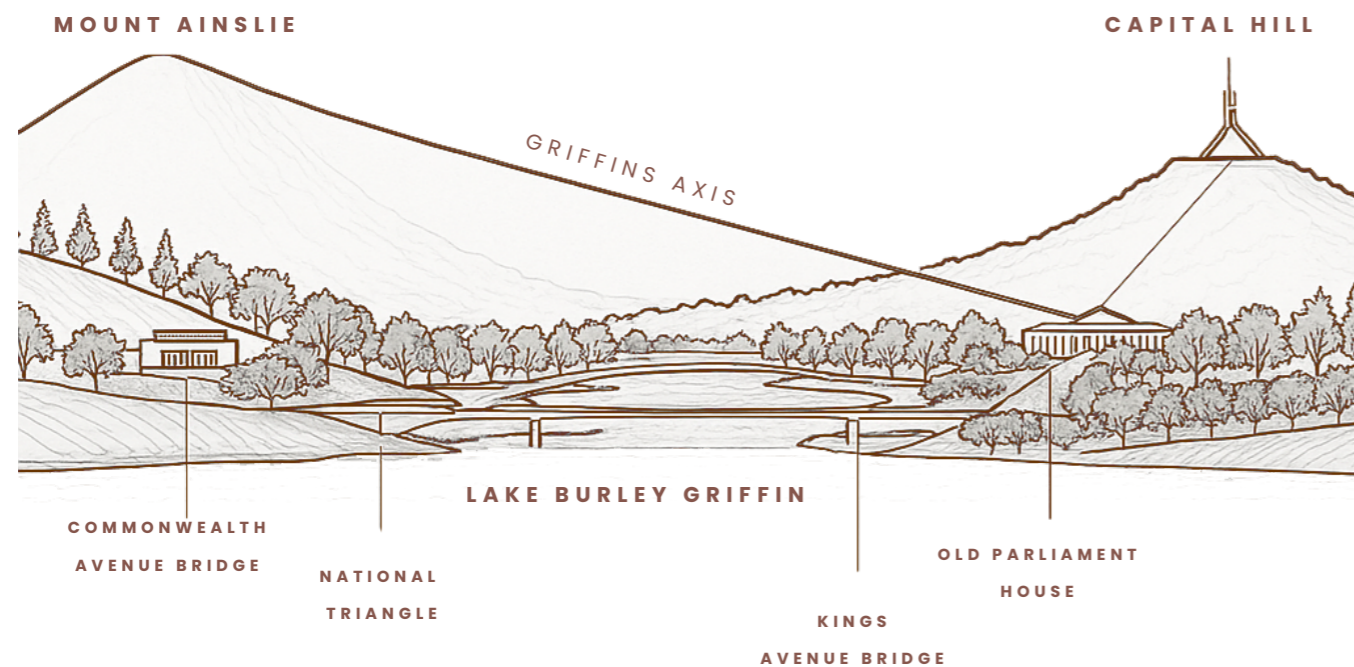 MOUNT AINSLIE
CAPITAL HILL
GRIFFINS AXIS
LAKE BURLEY GRIFFIN
COMMONWEALTH
AVENUE BRIDGE
NATIONAL
TRIANGLE
OLD PARLIAMENT
HOUSE
KINGS
AVENUE BRIDGE